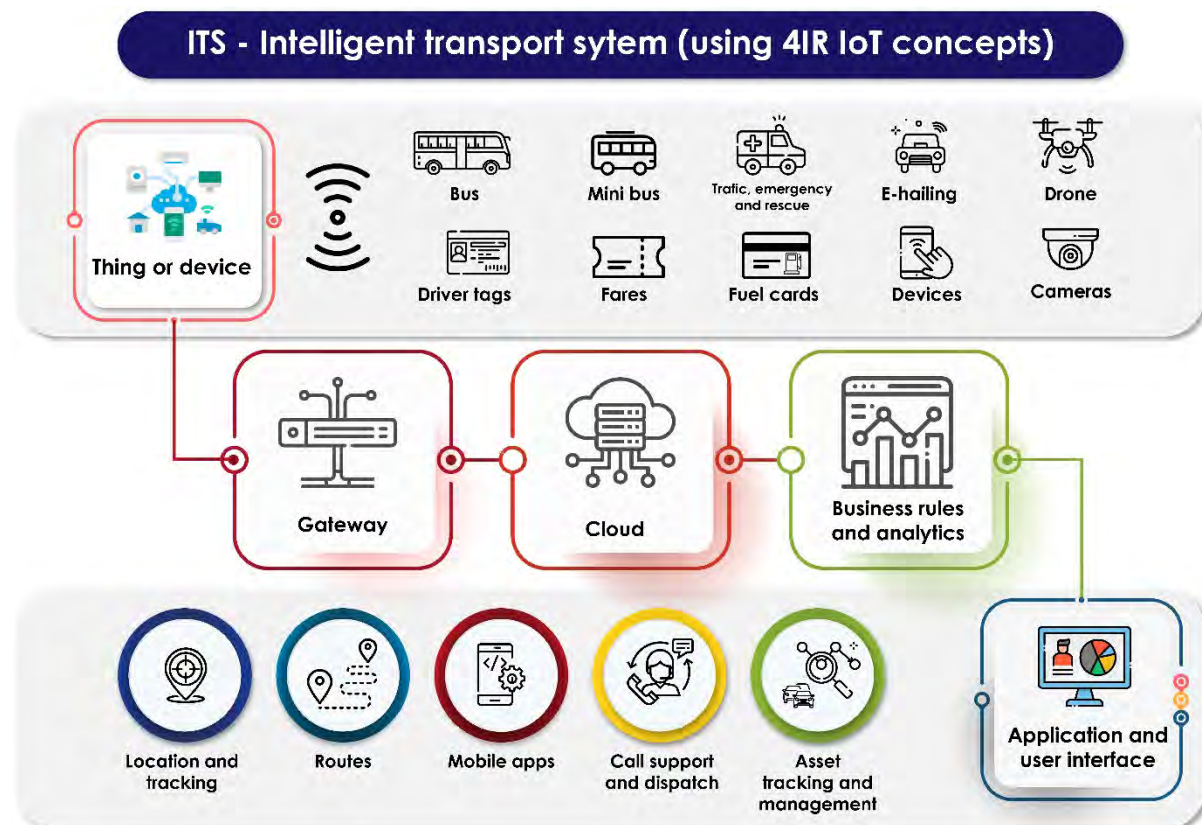 ITS - Intelligent transport sytem (using 4IR IoT concepts)
Thing or device
Bus
Mini bus
Trafic, emergency
and rescue
E-hailing
Drone
Driver tags
Fares
Fuel cards
Devices
Cameras
Gateway
Cloud
Business rules
and analytics
Location and
tracking
Routes
Mobile apps
Call support
and dispatch
Asset
tracking and
management
Application and
user interface